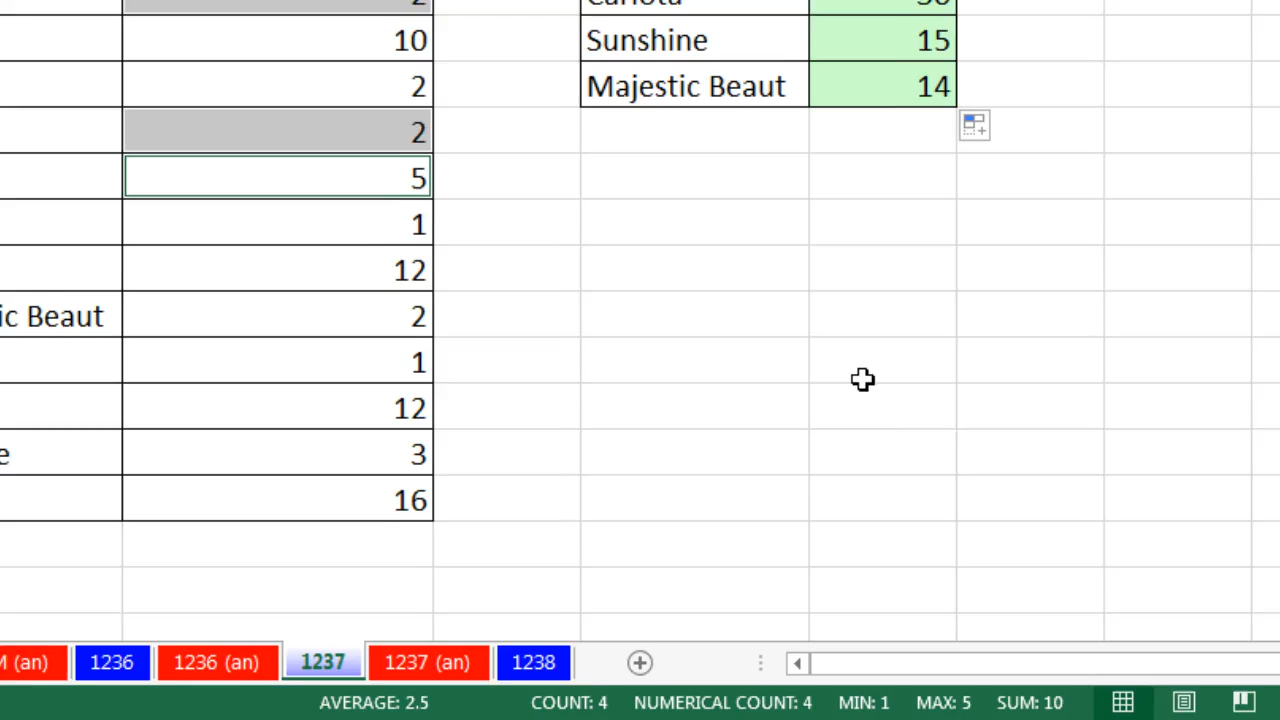 10
2
2
5
1
12
ic Beaut 2
1
12
e 3
16
Sunshine 15
Majestic Beaut 14
(an) 1236 1236 (an) 1237 1237 (an) 1238
AVERAGE: 2.5 COUNT: 4 NUMERICAL COUNT: 4 MIN: 1 MAX: 5 SUM: 10